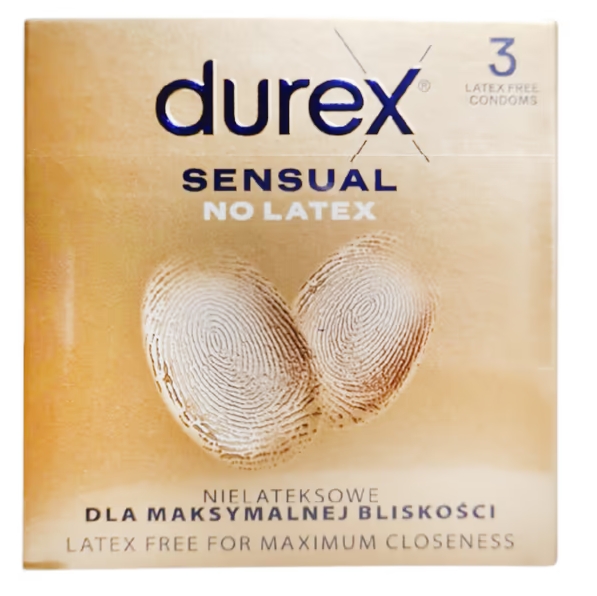 durex®
3
LATEX FREE
CONDOMS
SENSUAL
NO LATEX
NIELATEKSOWE
DLA MAKSYMALNEJ BLISKOŚCI
LATEX FREE FOR MAXIMUM CLOSENESS